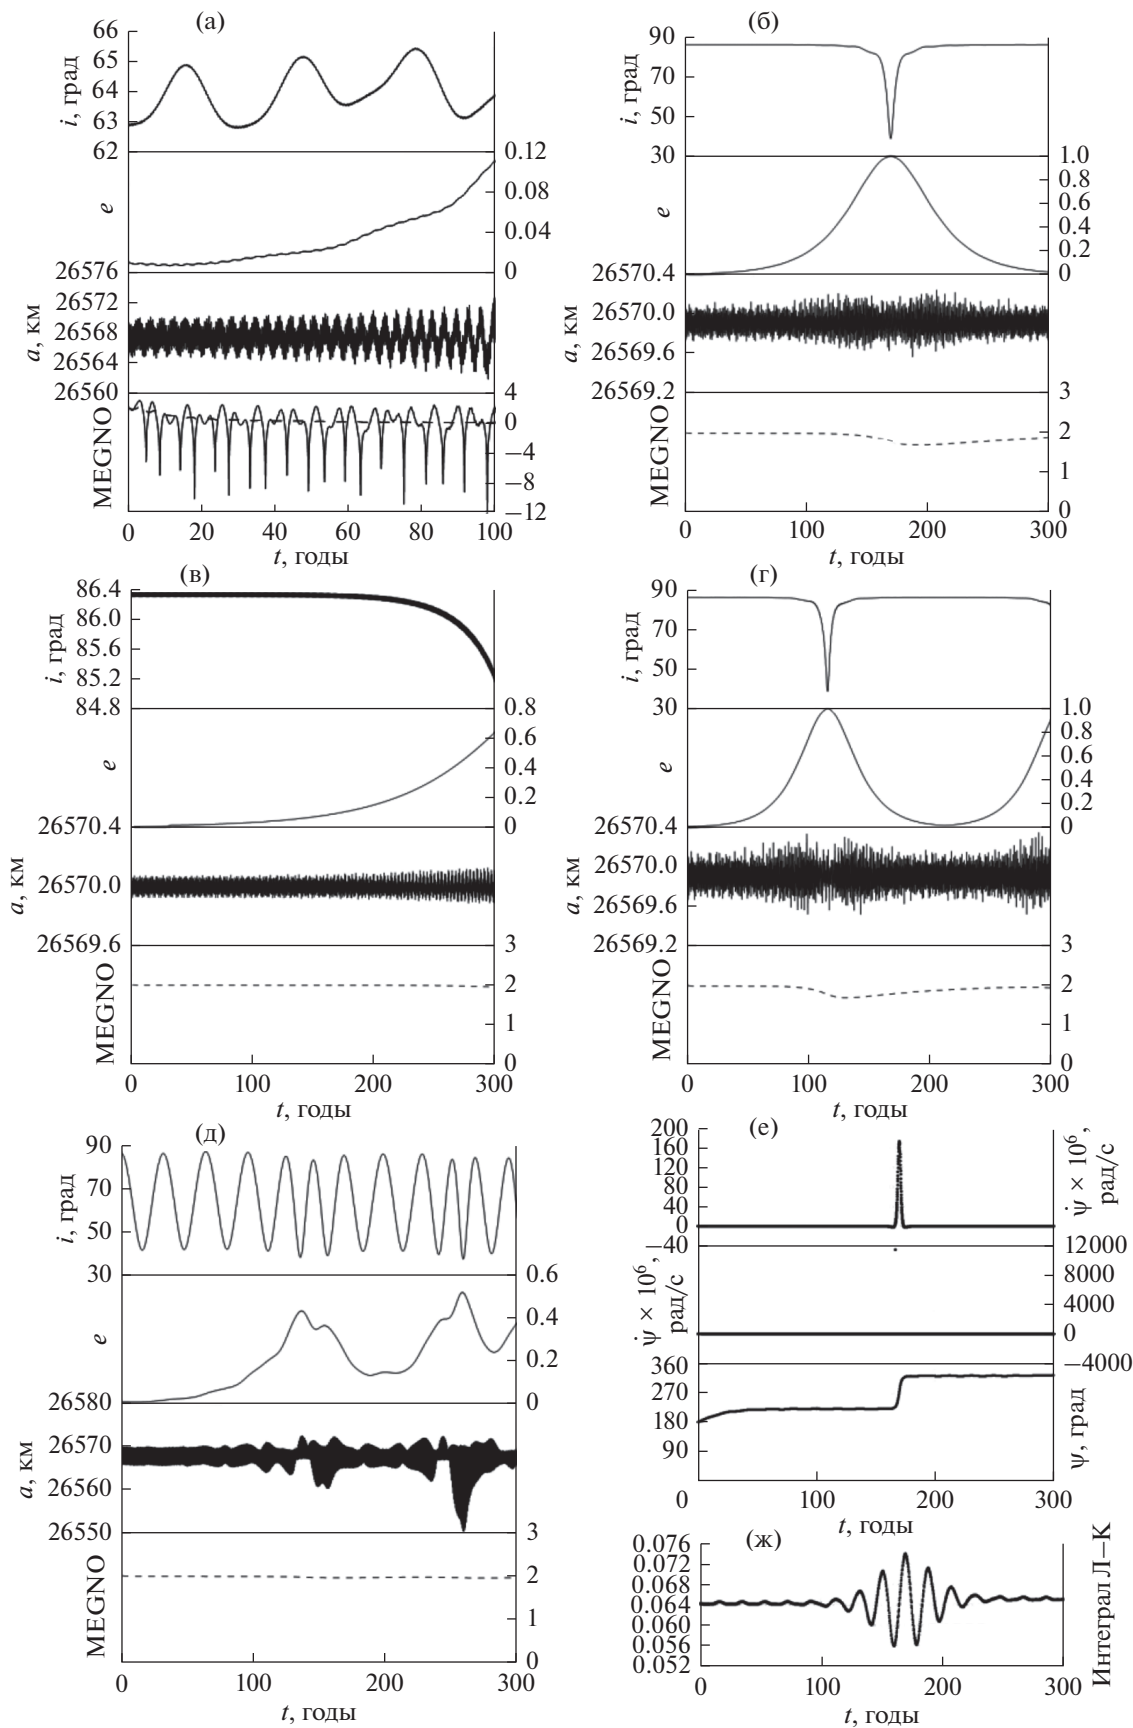 (а)
66
65
64
63
62
i, град
0.12
0.08
0.04
0
e
26576
26572
26568
26564
26560
a, км
4
0
−4
−8
−12
MEGNO
0 20 40 60 80 100
t, годы
(б)
90
70
50
30
i, град
1.0
0.8
0.6
0.4
0.2
0
e
26570.4
26570.0
26569.6
26569.2
a, км
3
2
1
0
MEGNO
0 100 200 300
t, годы
(в)
86.4
86.0
85.6
85.2
84.8
i, град
0.8
0.6
0.4
0.2
0
e
26570.4
26570.0
26569.6
a, км
3
2
1
0
MEGNO
0 100 200 300
t, годы
(г)
90
70
50
30
i, град
1.0
0.8
0.6
0.4
0.2
0
e
26570.4
26570.0
26569.6
26569.2
a, км
3
2
1
0
MEGNO
0 100 200 300
t, годы
(д)
90
70
50
30
i, град
0.6
0.4
0.2
0
e
26580
26570
26560
26550
a, км
3
2
1
0
MEGNO
0 100 200 300
t, годы
(е)
200
160
120
80
40
0
−40
ψ̇ × 10⁶,
рад/с
12000
8000
4000
0
−4000
ψ̇ × 10⁶,
рад/с
360
270
180
90
0
ψ, град
100 200 300
t, годы
(ж)
0.076
0.072
0.068
0.064
0.060
0.056
0.052
Интеграл Л−К
0 100 200 300
t, годы